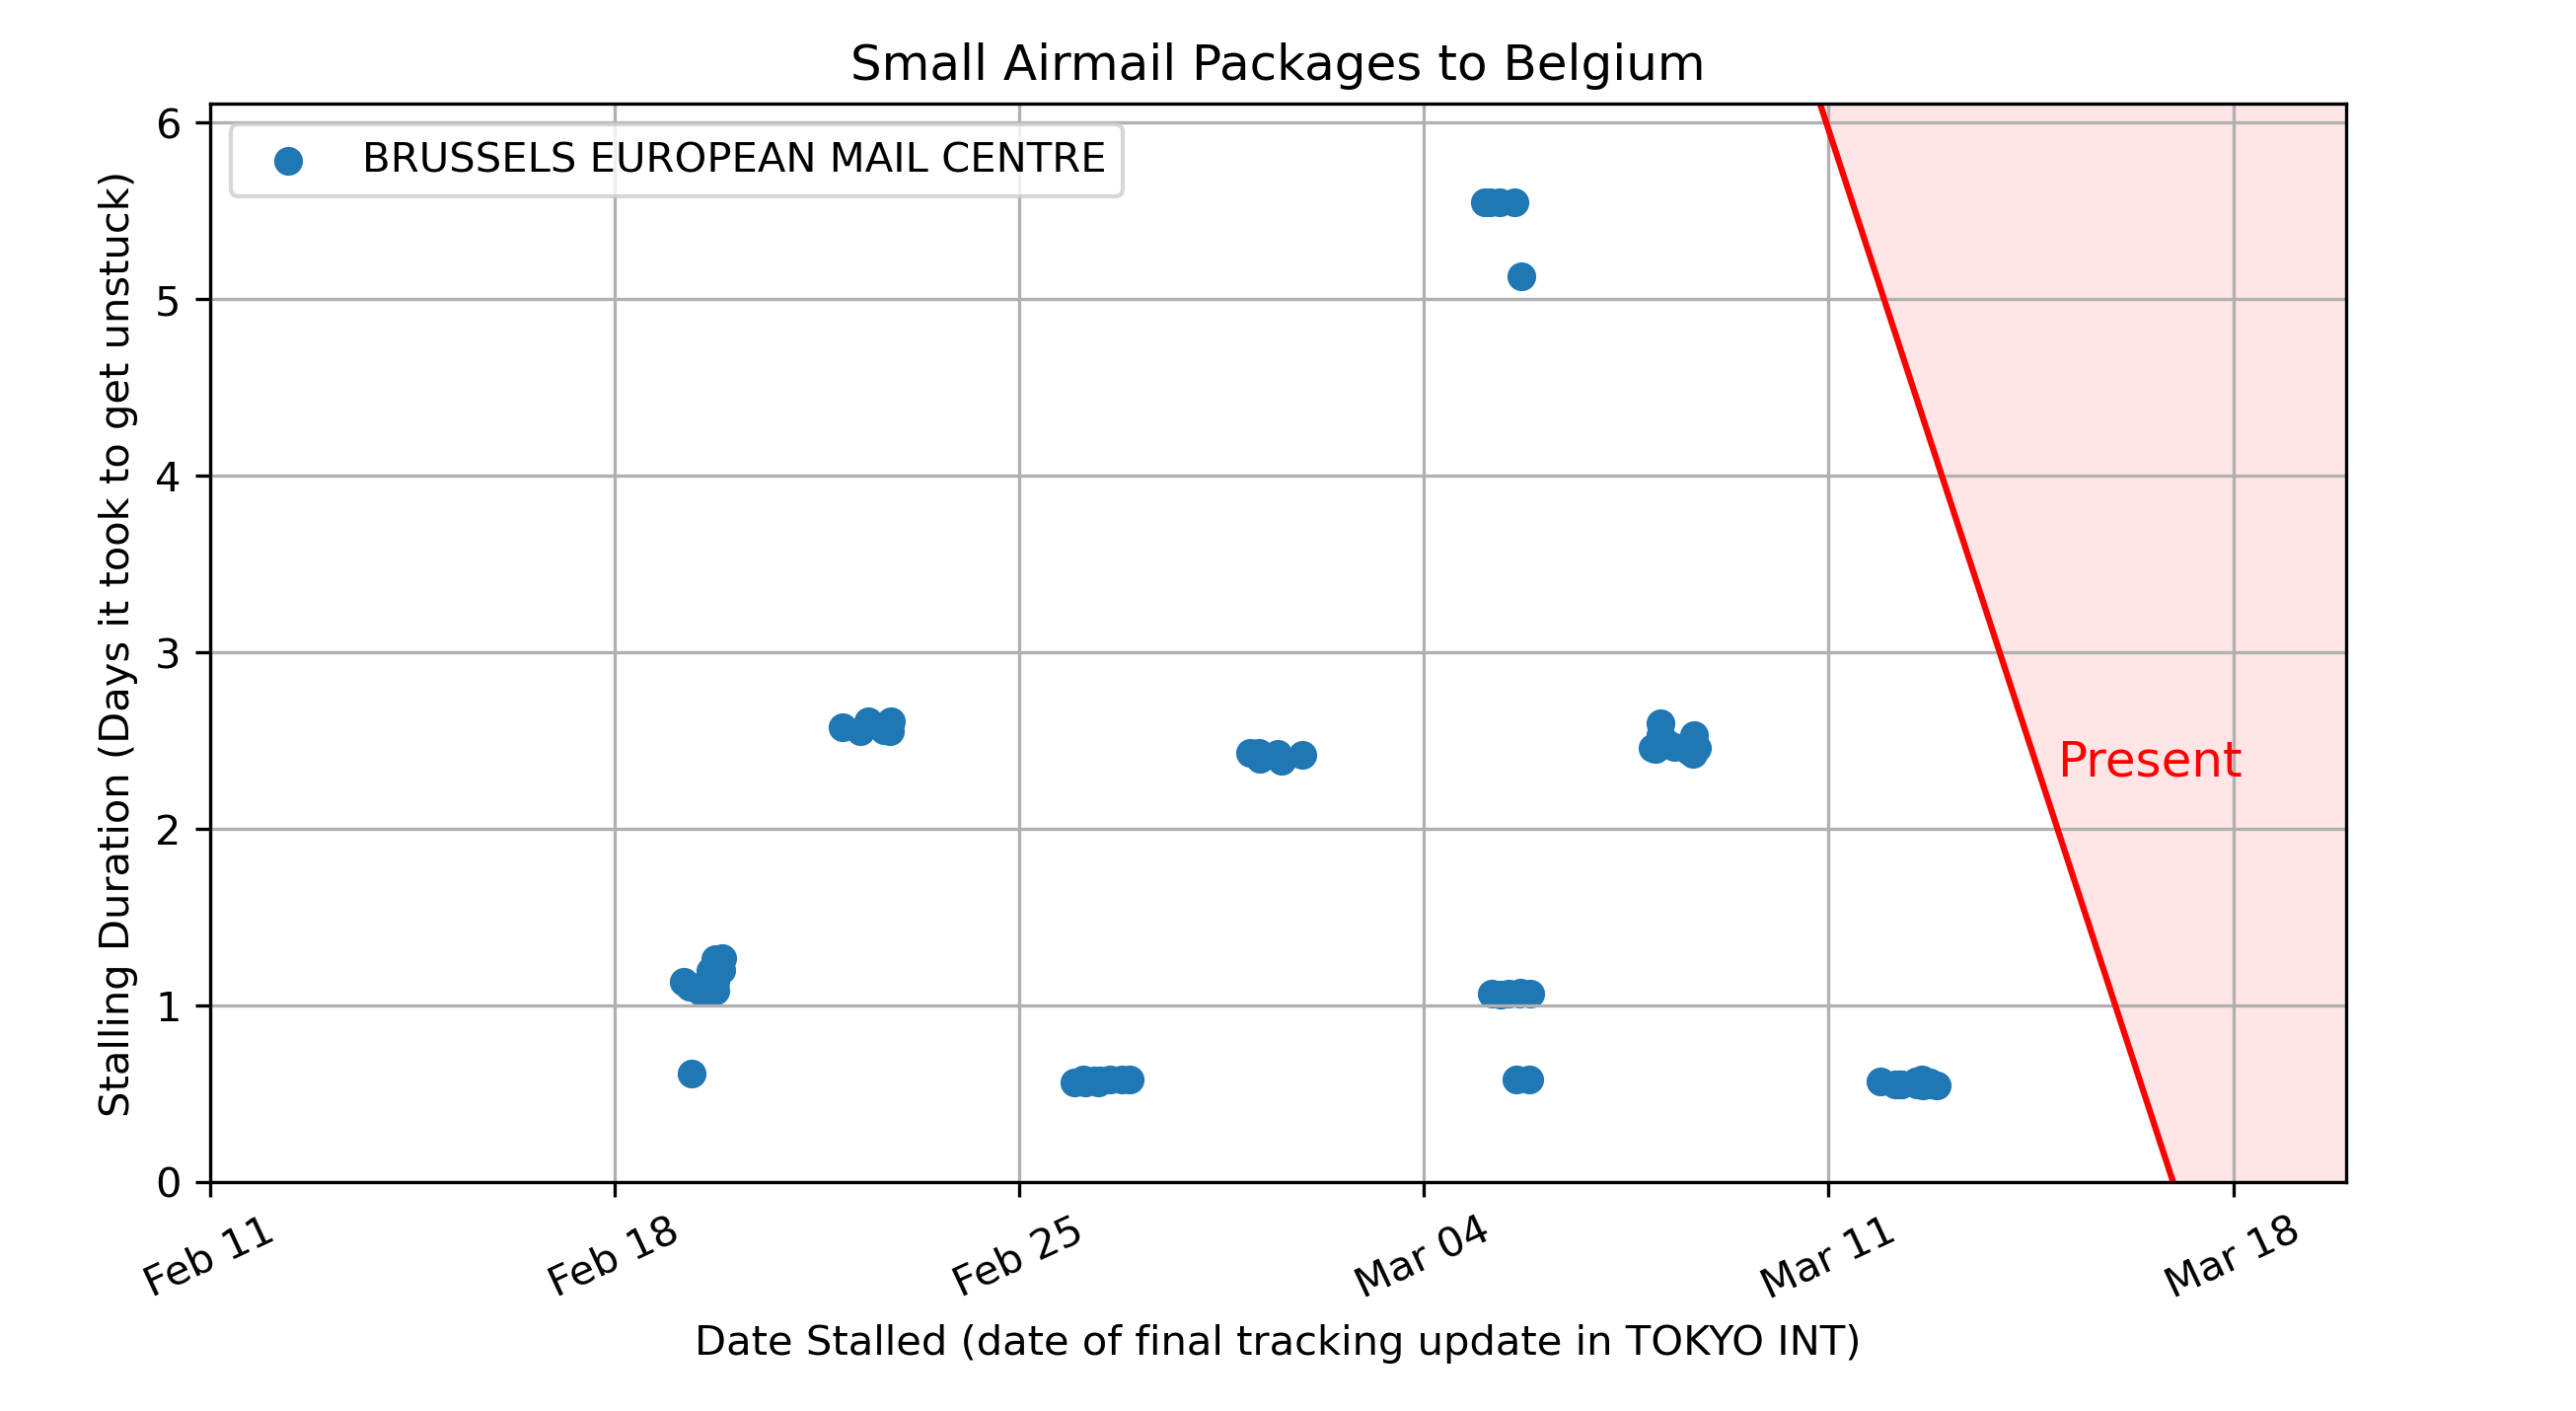 Small Airmail Packages to Belgium
BRUSSELS EUROPEAN MAIL CENTRE
Stalling Duration (Days it took to get unstuck)
6
5
4
3
2
1
0
Present
Feb 11
Feb 18
Feb 25
Mar 04
Mar 11
Mar 18
Date Stalled (date of final tracking update in TOKYO INT)